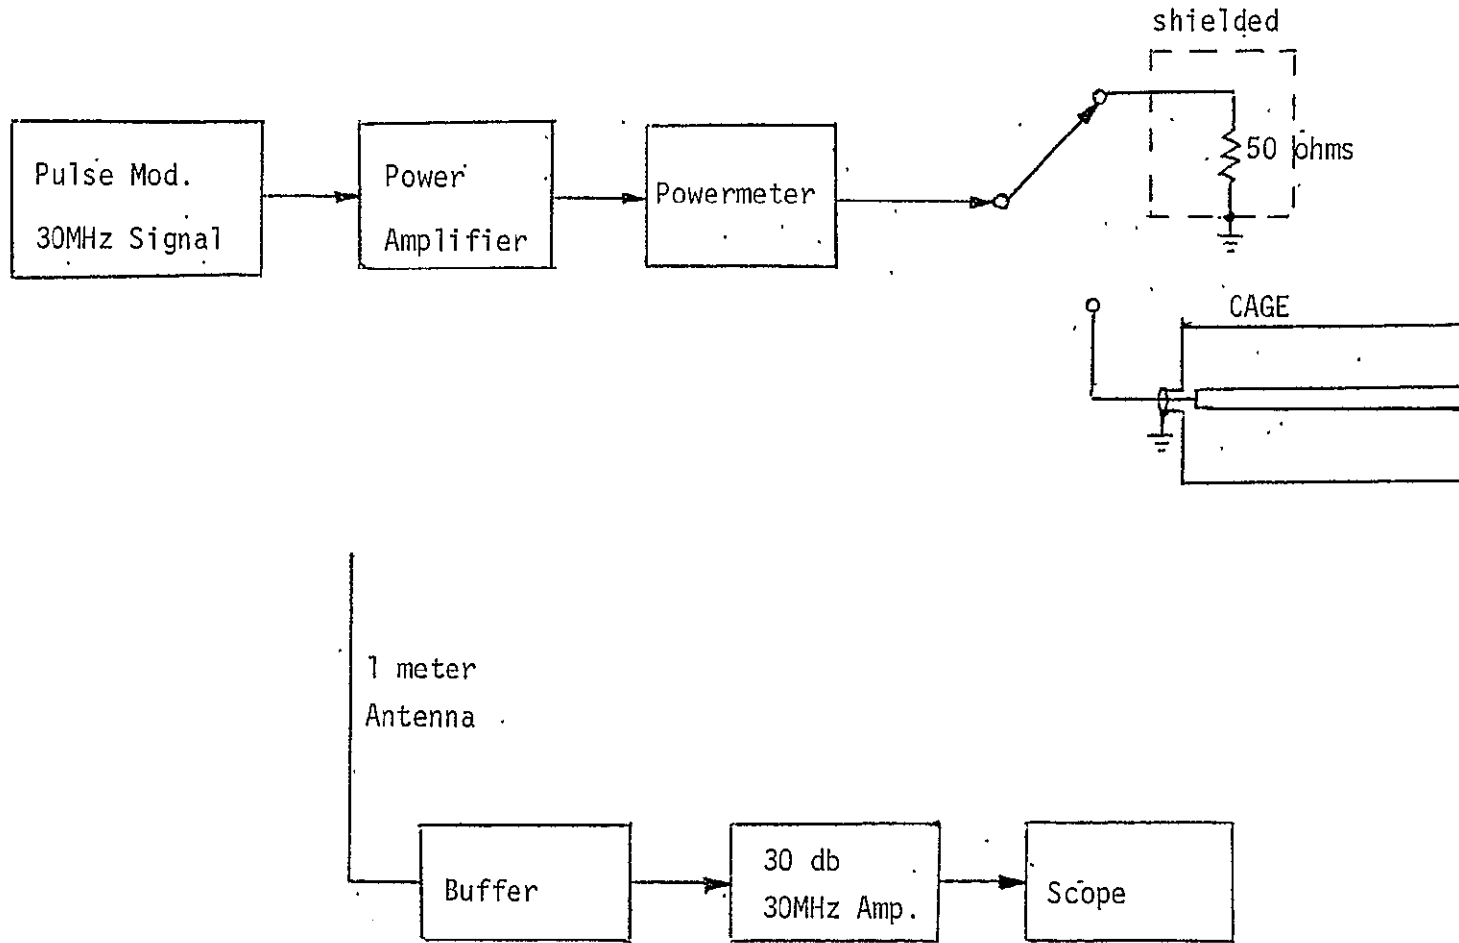 shielded
Pulse Mod.
30MHz Signal
Power
Amplifier
Powermeter
50 ohms
CAGE
1 meter
Antenna
Buffer
30 db
30MHz Amp.
Scope